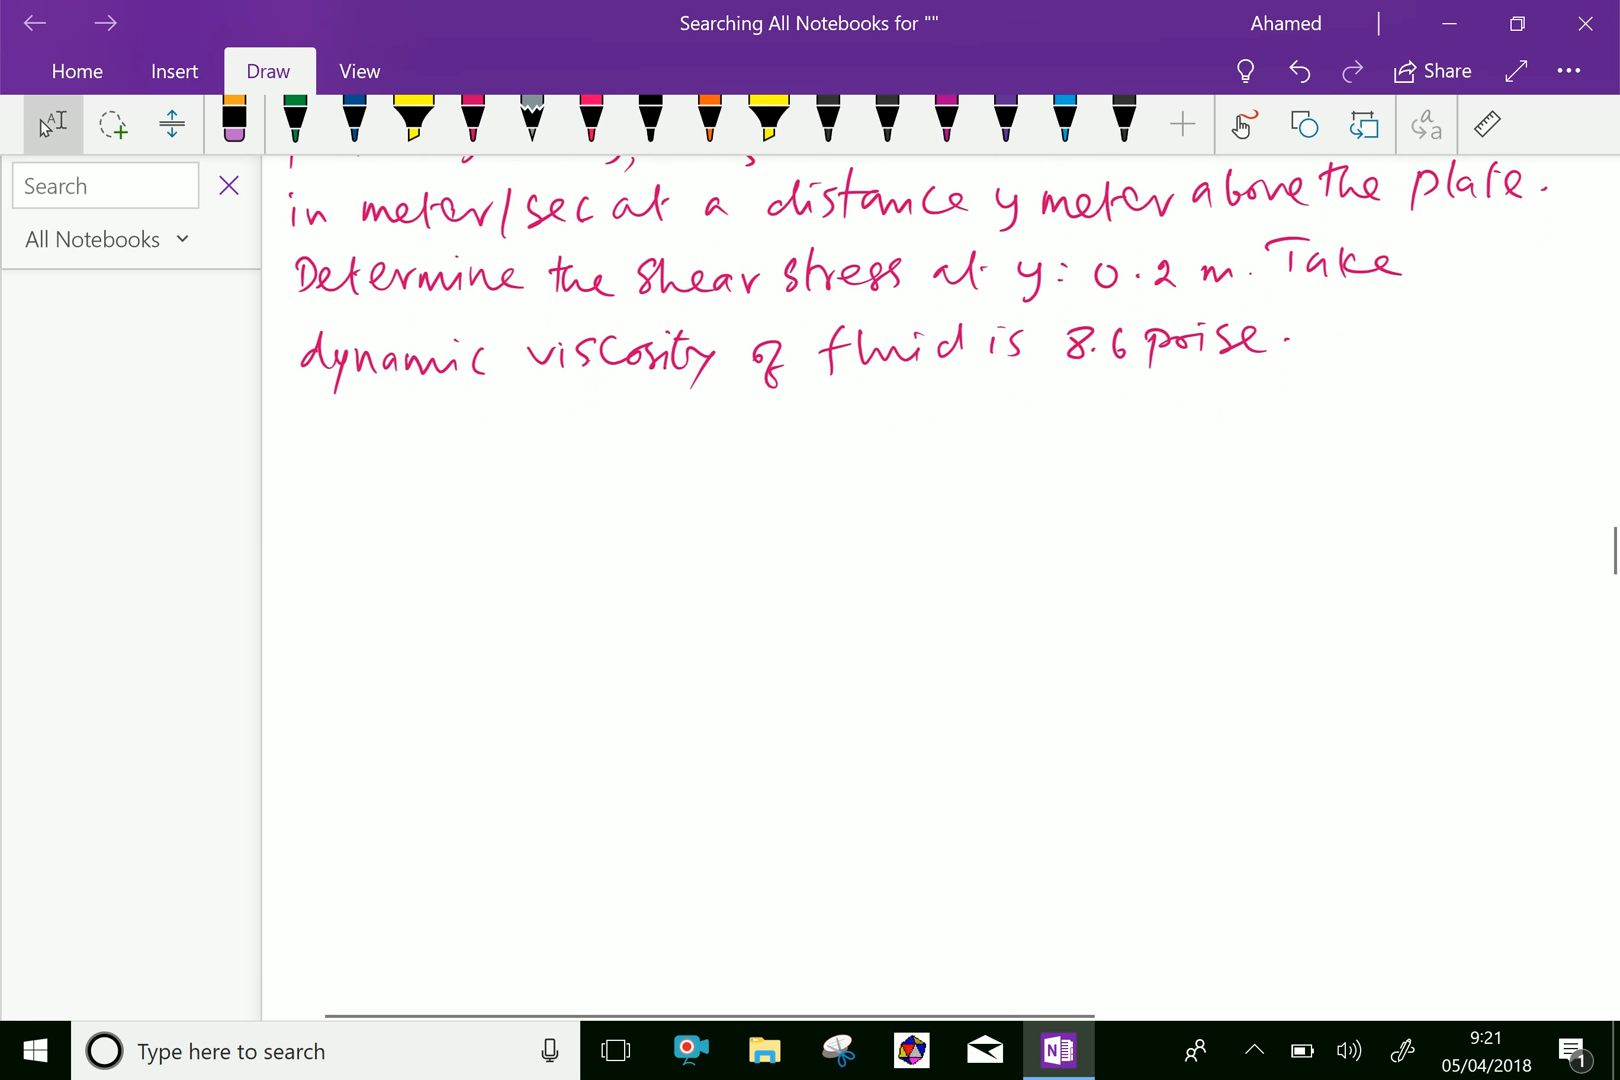 Searching All Notebooks for ""
Ahamed
Home Insert Draw View
Share
Search
All Notebooks
in meter/sec at a distance y meter above the plate.
Determine the shear stress at y = 0.2 m. Take
dynamic viscosity of fluid is 8.6 poise.
Type here to search
9:21
05/04/2018
1